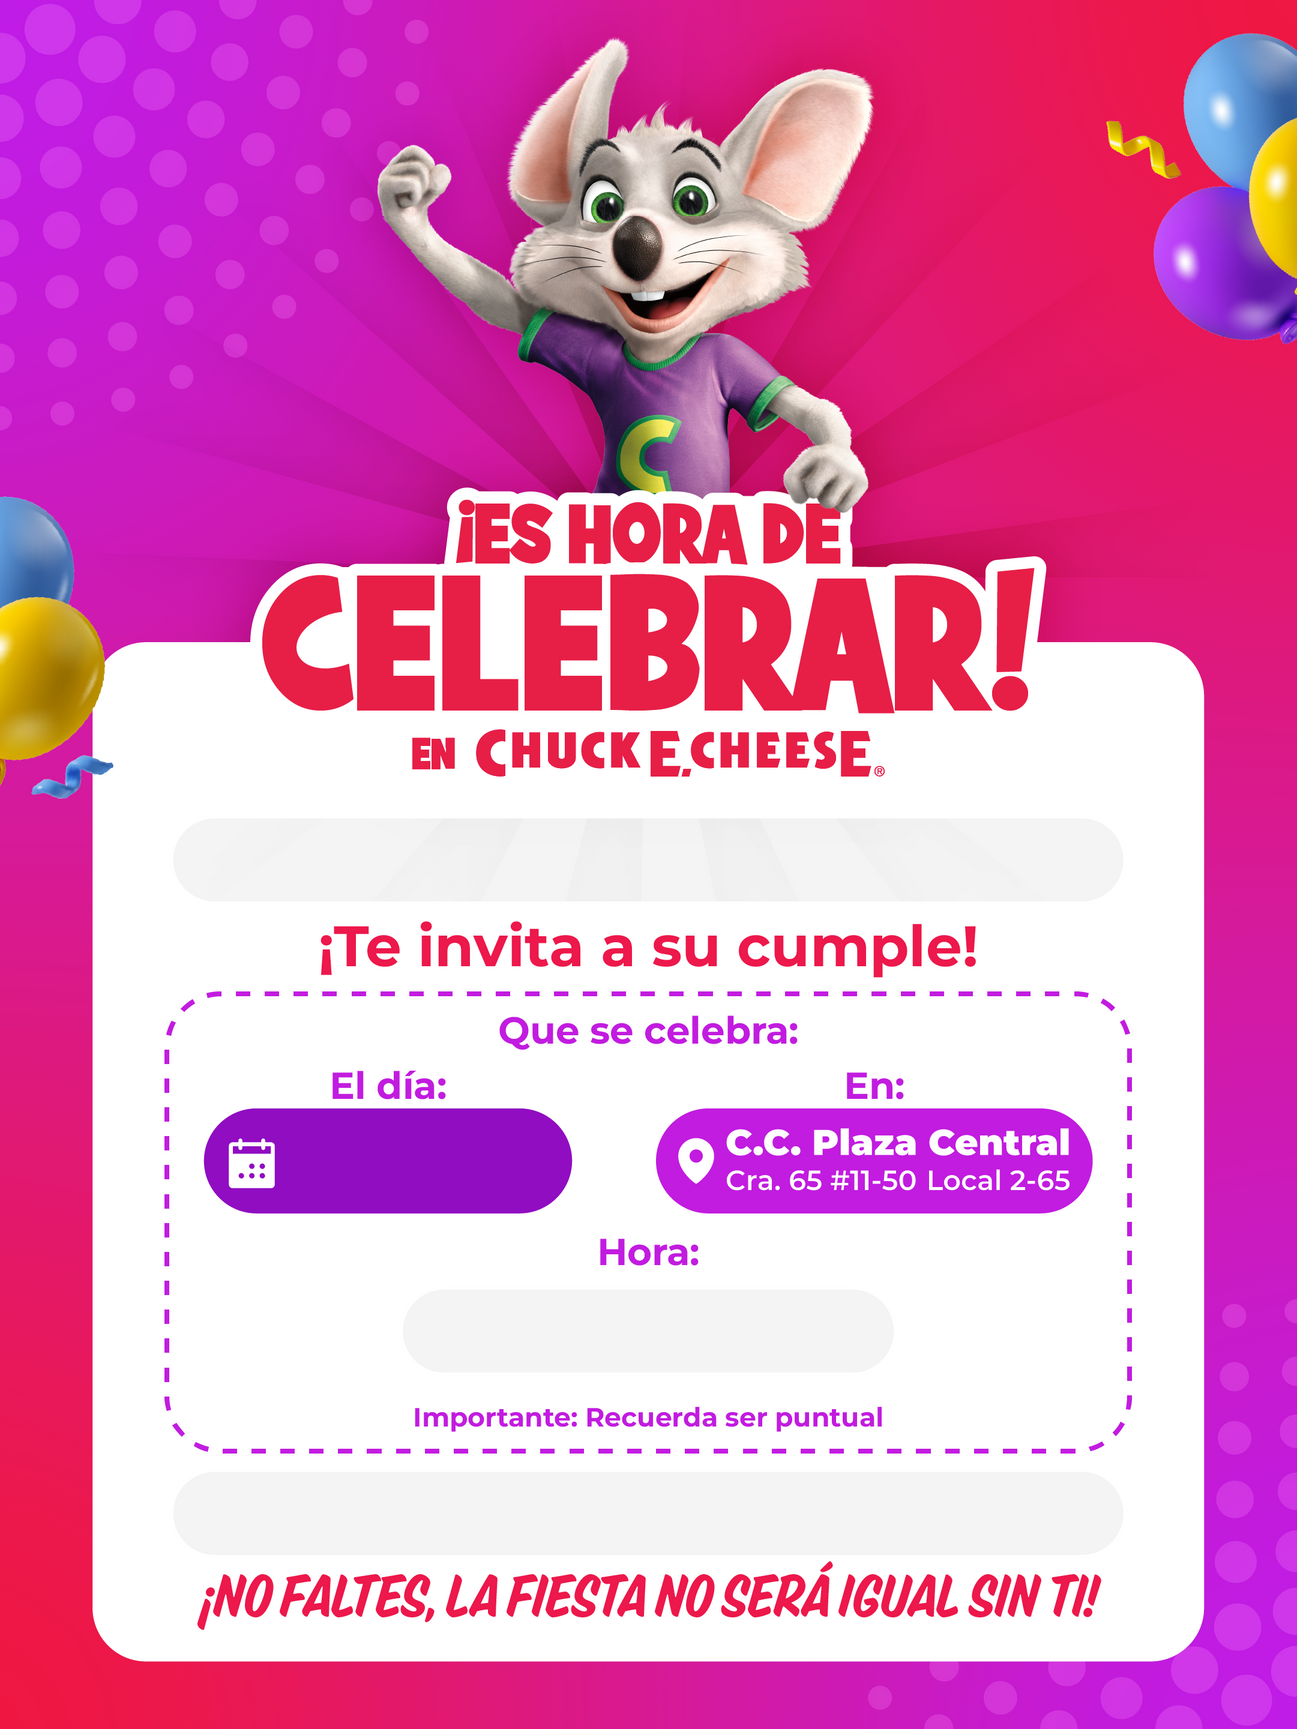 C
¡ES HORA DE
CELEBRAR!
EN CHUCK E. CHEESE®
¡Te invita a su cumple!
Que se celebra:
El día:
En:
C.C. Plaza Central
Cra. 65 #11-50 Local 2-65
Hora:
Importante: Recuerda ser puntual
¡NO FALTES, LA FIESTA NO SERÁ IGUAL SIN TI!